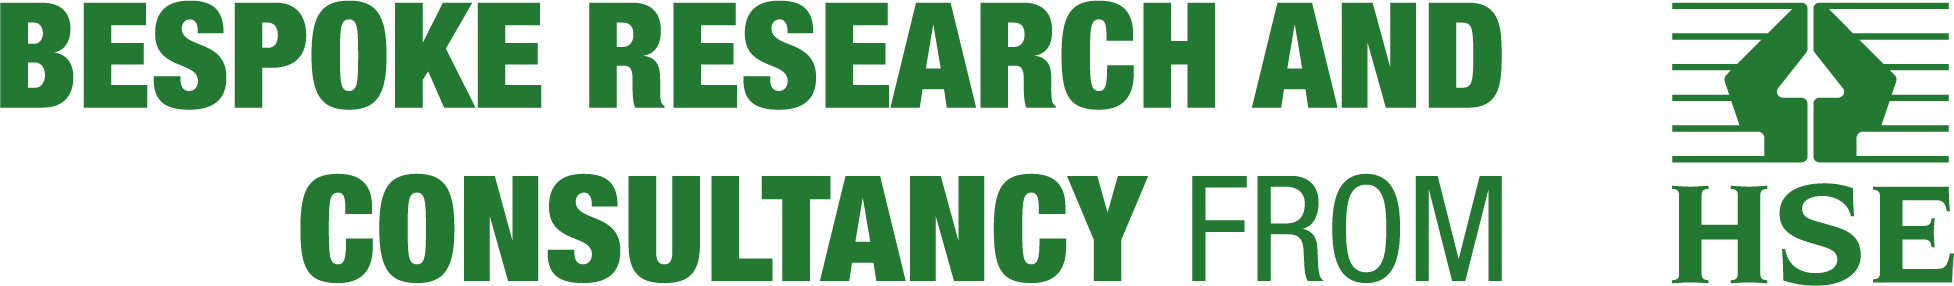 BESPOKE RESEARCH AND
CONSULTANCY FROM
HSE